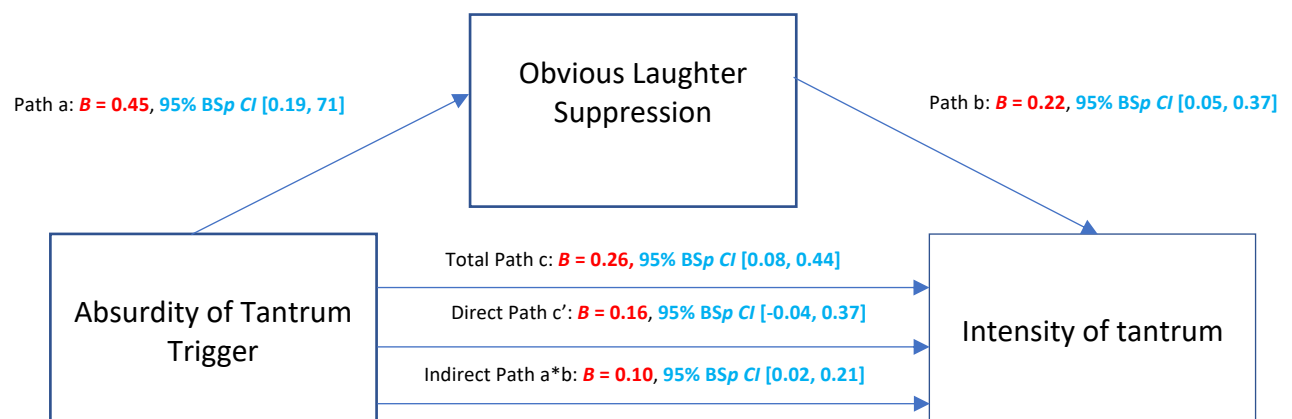 Obvious Laughter
Suppression
Path a: B = 0.45, 95% BSp CI [0.19, 71]
Path b: B = 0.22, 95% BSp CI [0.05, 0.37]
Absurdity of Tantrum
Trigger
Total Path c: B = 0.26, 95% BSp CI [0.08, 0.44]
Direct Path c’: B = 0.16, 95% BSp CI [-0.04, 0.37]
Indirect Path a*b: B = 0.10, 95% BSp CI [0.02, 0.21]
Intensity of tantrum